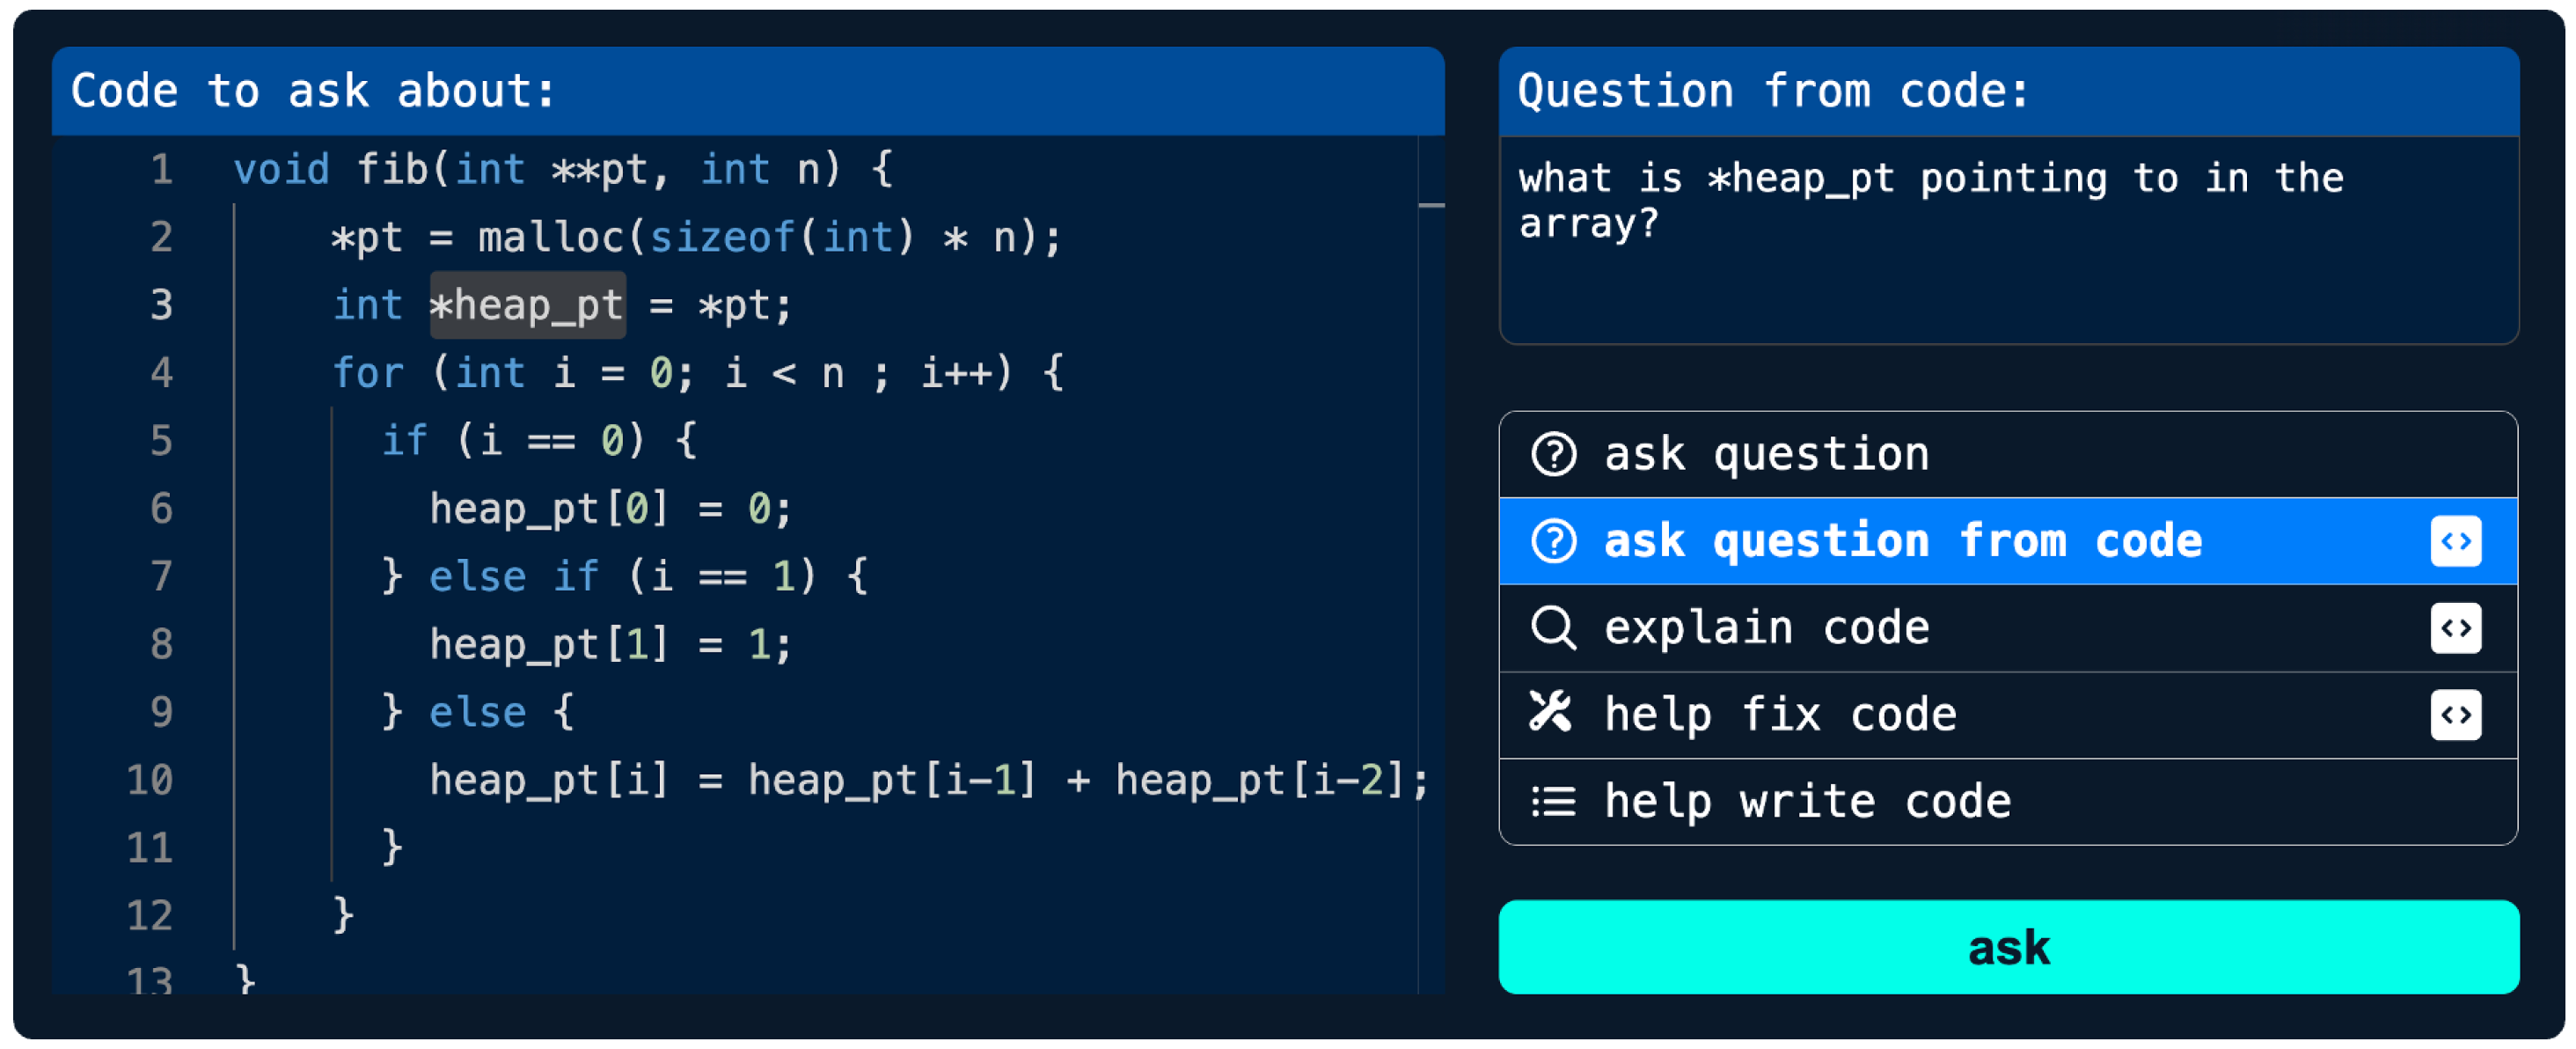 Code to ask about:
1 void fib(int **pt, int n) {
2 *pt = malloc(sizeof(int) * n);
3 int *heap_pt = *pt;
4 for (int i = 0; i < n ; i++) {
5 if (i == 0) {
6 heap_pt[0] = 0;
7 } else if (i == 1) {
8 heap_pt[1] = 1;
9 } else {
10 heap_pt[i] = heap_pt[i-1] + heap_pt[i-2];
11 }
12 }
13 }
Question from code:
what is *heap_pt pointing to in the
array?
ask question
ask question from code
explain code
help fix code
help write code
ask